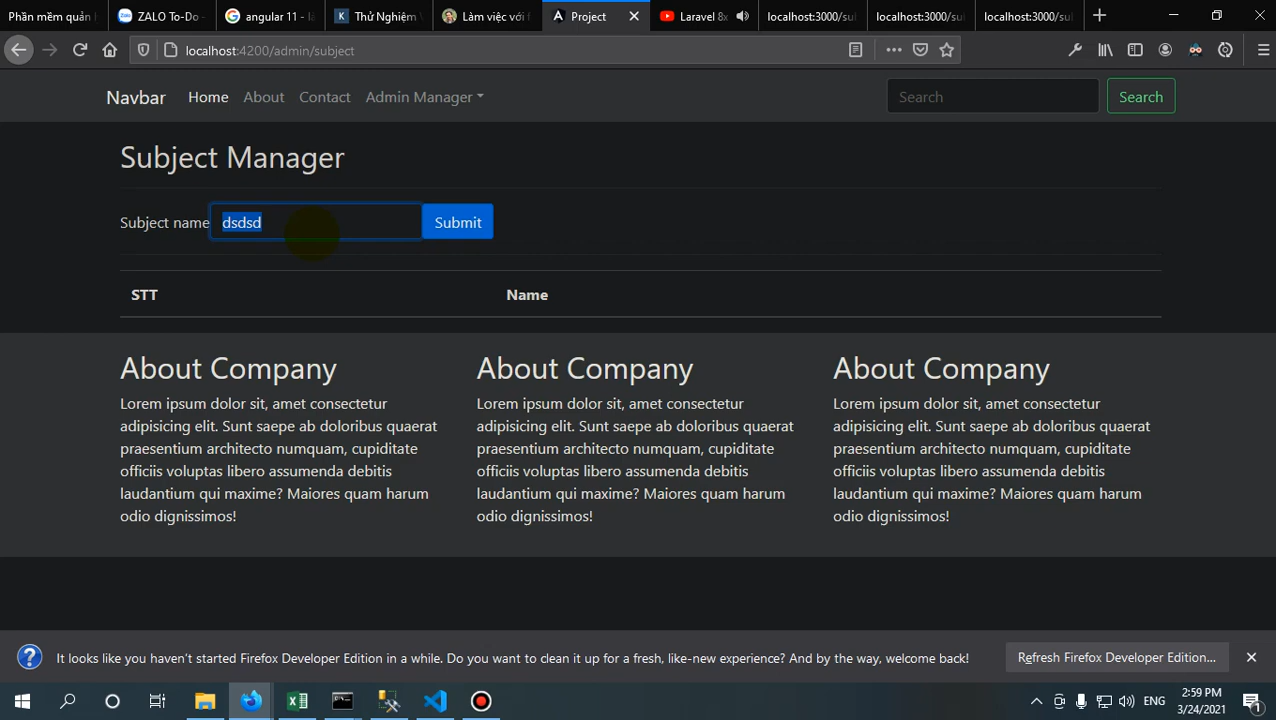 Phần mềm quản h
ZALO To-Do -
angular 11 - lấ
Thử Nghiệm V
Làm việc với f
Project
Laravel 8x
localhost:3000/sul
localhost:3000/su
localhost:3000/sul
localhost:4200/admin/subject
Navbar
Home
About
Contact
Admin Manager
Search
Search
Subject Manager
Subject name
dsdsd
Submit
STT
Name
About Company
Lorem ipsum dolor sit, amet consectetur
adipisicing elit. Sunt saepe ab doloribus quaerat
praesentium architecto numquam, cupiditate
officiis voluptas libero assumenda debitis
laudantium qui maxime? Maiores quam harum
odio dignissimos!
About Company
Lorem ipsum dolor sit, amet consectetur
adipisicing elit. Sunt saepe ab doloribus quaerat
praesentium architecto numquam, cupiditate
officiis voluptas libero assumenda debitis
laudantium qui maxime? Maiores quam harum
odio dignissimos!
About Company
Lorem ipsum dolor sit, amet consectetur
adipisicing elit. Sunt saepe ab doloribus quaerat
praesentium architecto numquam, cupiditate
officiis voluptas libero assumenda debitis
laudantium qui maxime? Maiores quam harum
odio dignissimos!
It looks like you haven't started Firefox Developer Edition in a while. Do you want to clean it up for a fresh, like-new experience? And by the way, welcome back!
Refresh Firefox Developer Edition...
ENG
2:59 PM
3/24/2021
1